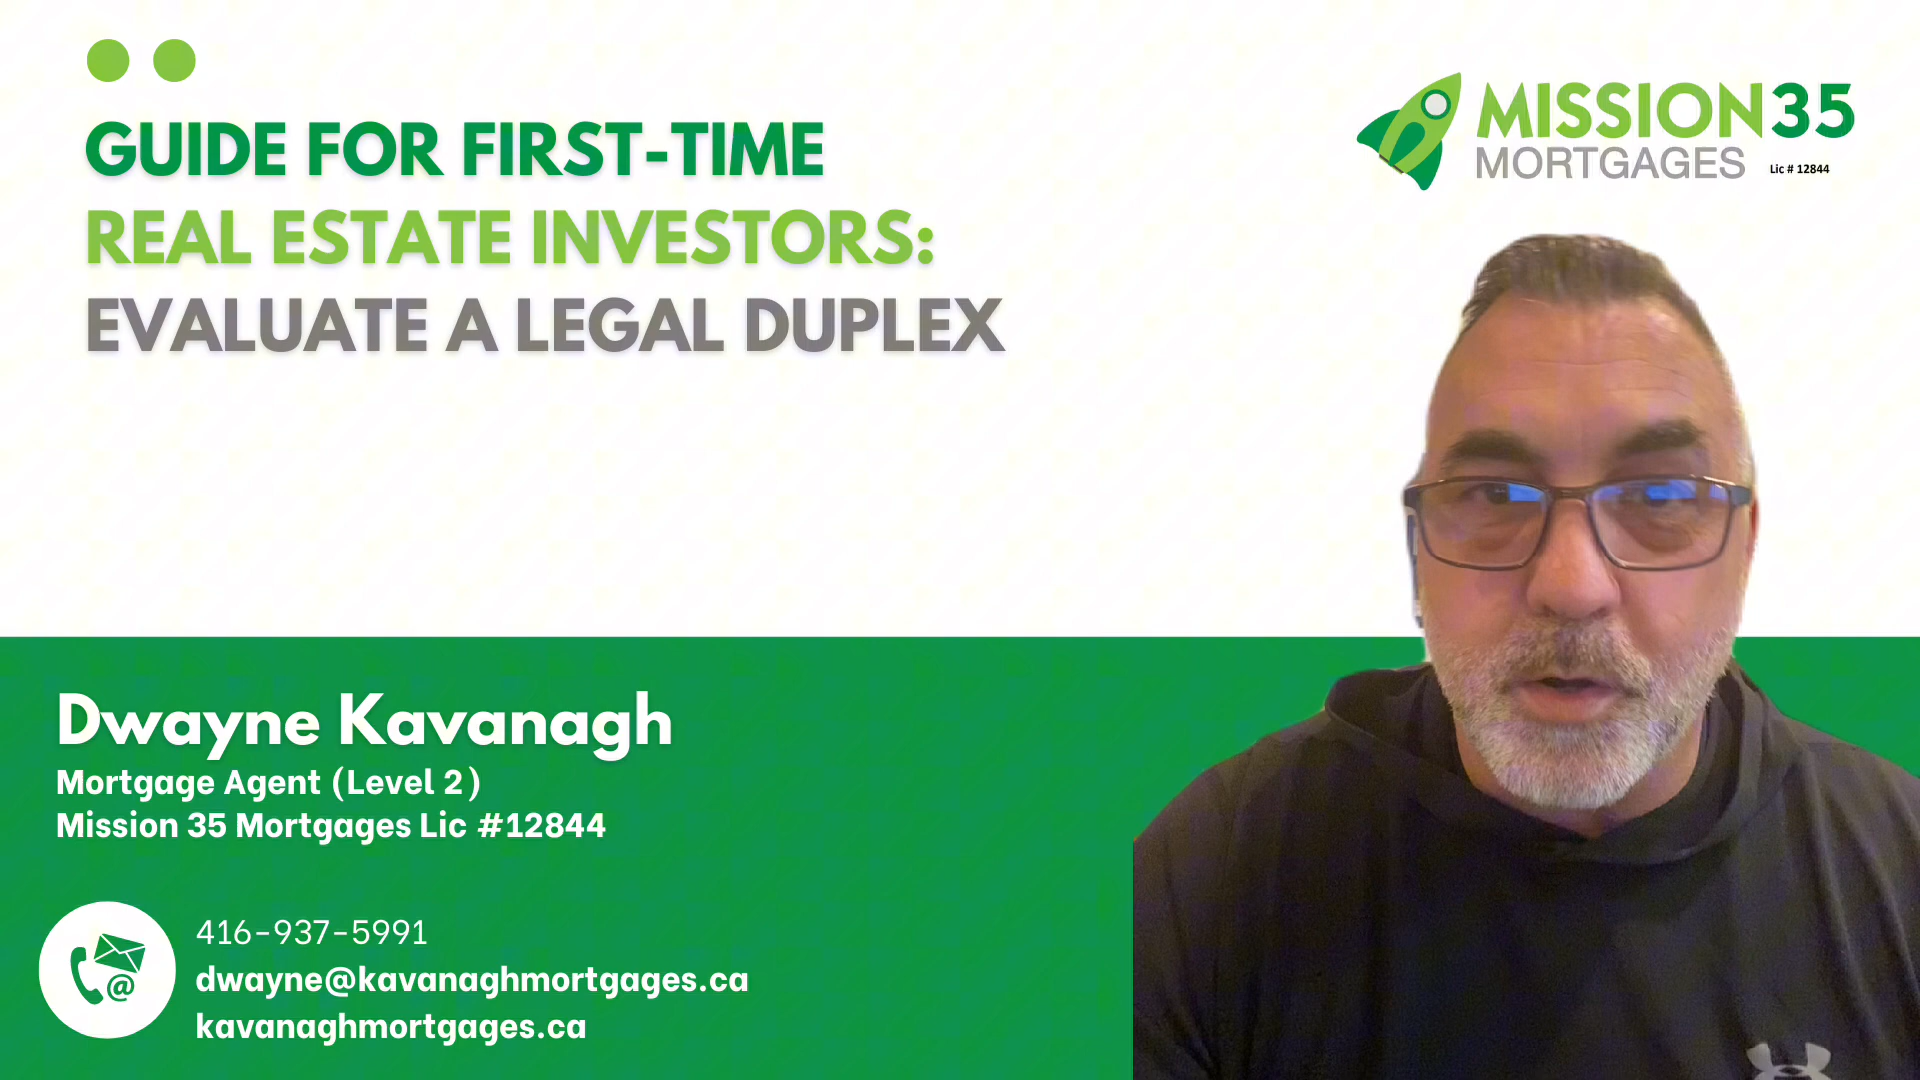 GUIDE FOR FIRST-TIME
REAL ESTATE INVESTORS:
EVALUATE A LEGAL DUPLEX
MISSION35
MORTGAGES
Lic # 12844
Dwayne Kavanagh
Mortgage Agent (Level 2)
Mission 35 Mortgages Lic #12844
416-937-5991
dwayne@kavanaghmortgages.ca
kavanaghmortgages.ca